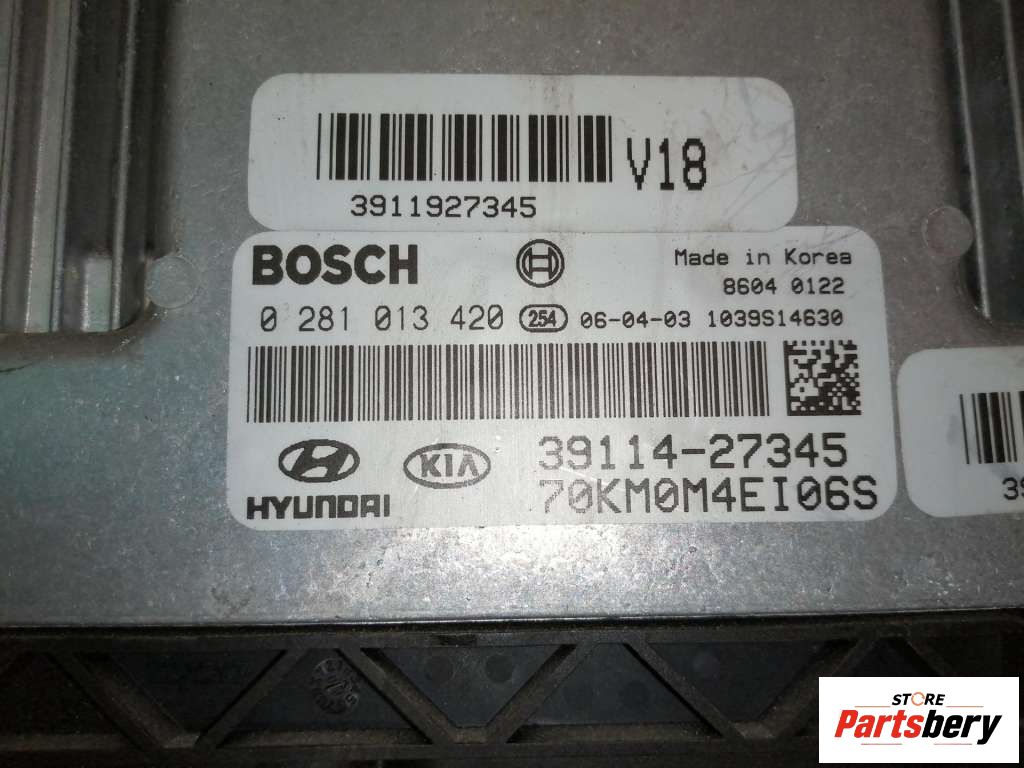 V18
3911927345
BOSCH
Made in Korea
8604 0122
0 281 013 420 254 06-04-03 1039S14630
39114-27345
70KM0M4EI06S
HYUNDAI KIA
39
STORE
Partsbery